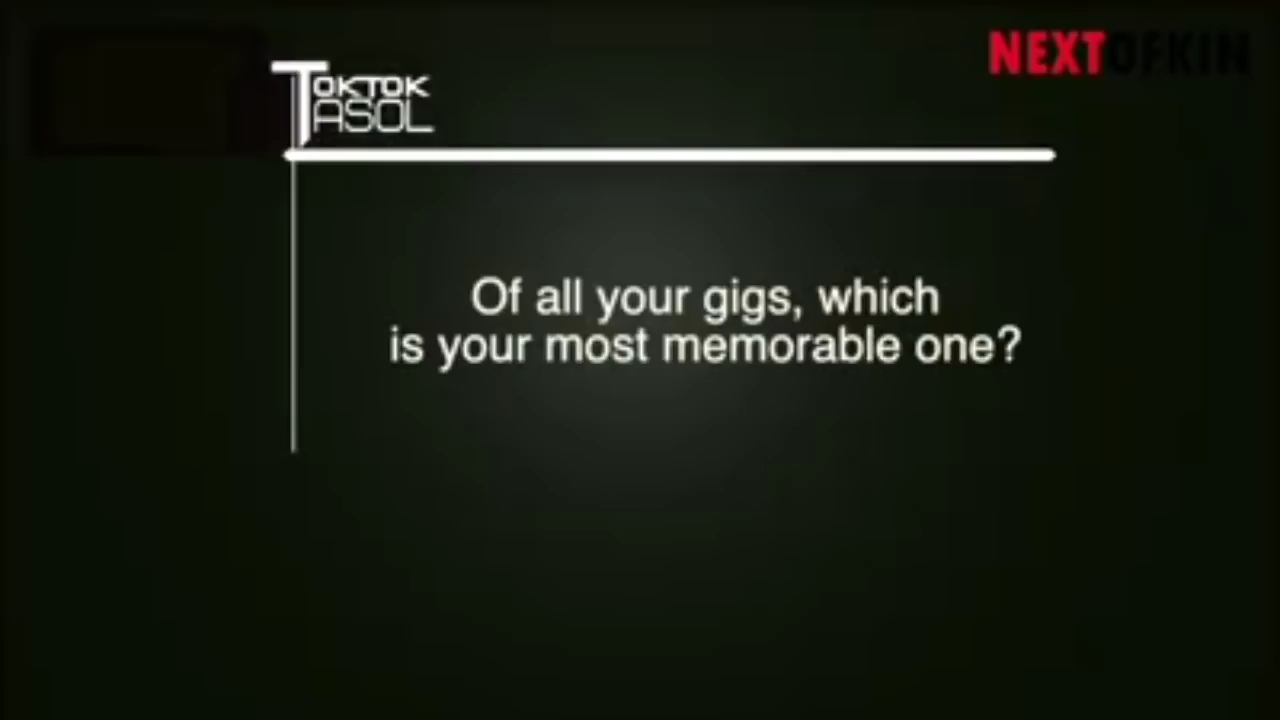 NEXTOFKIN
TOKTOK
TASOL
Of all your gigs, which
is your most memorable one?